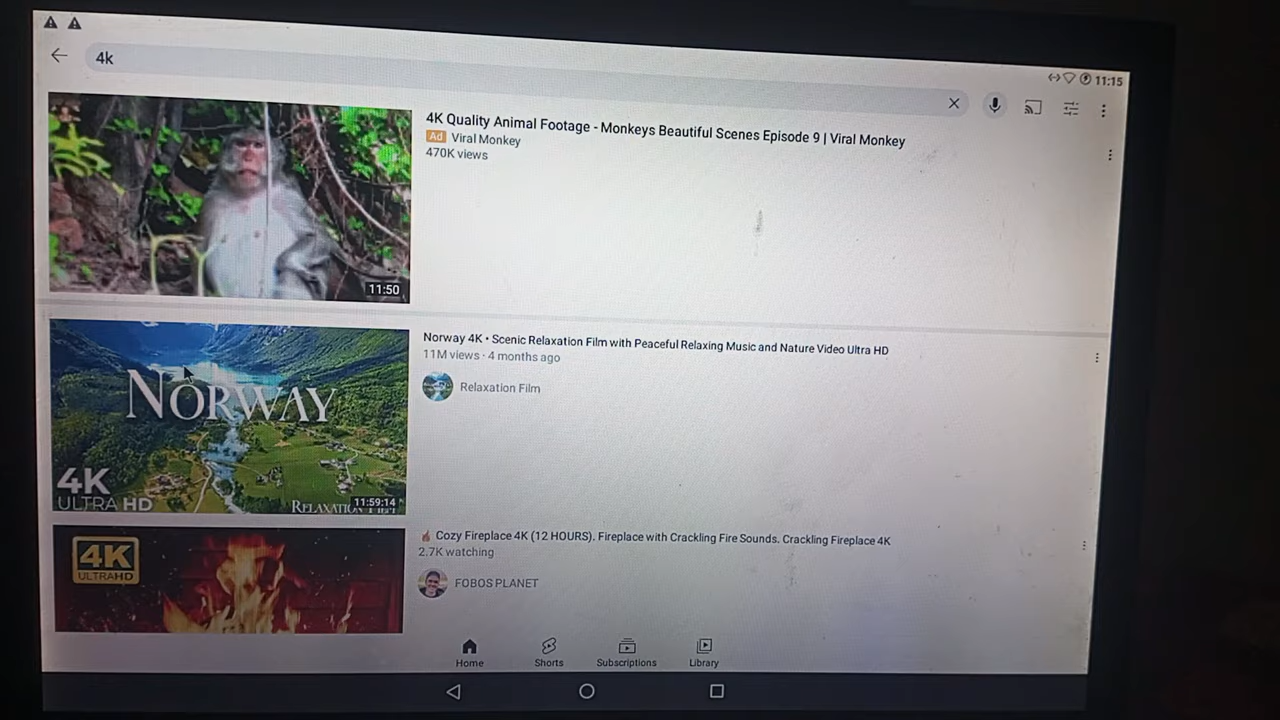 11:15
4k
4K Quality Animal Footage - Monkeys Beautiful Scenes Episode 9 | Viral Monkey
Ad Viral Monkey
470K views
11:50
Norway 4K • Scenic Relaxation Film with Peaceful Relaxing Music and Nature Video Ultra HD
11M views · 4 months ago
Relaxation Film
NORWAY
4K
ULTRA HD
RELAXATION FILM
11:59:14
🔥 Cozy Fireplace 4K (12 HOURS). Fireplace with Crackling Fire Sounds. Crackling Fireplace 4K
2.7K watching
FOBOS PLANET
4K
ULTRAHD
Home Shorts Subscriptions Library